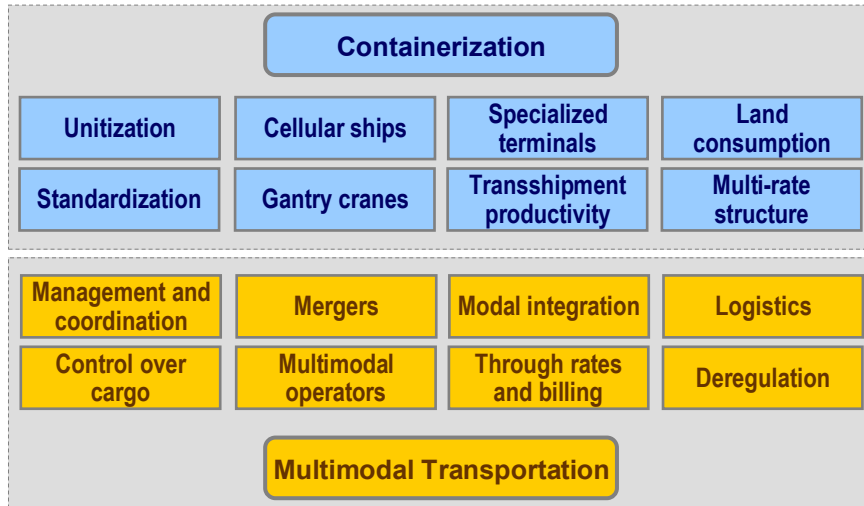 Containerization
Unitization
Cellular ships
Specialized
terminals
Land
consumption
Standardization
Gantry cranes
Transshipment
productivity
Multi-rate
structure
Management and
coordination
Mergers
Modal integration
Logistics
Control over
cargo
Multimodal
operators
Through rates
and billing
Deregulation
Multimodal Transportation